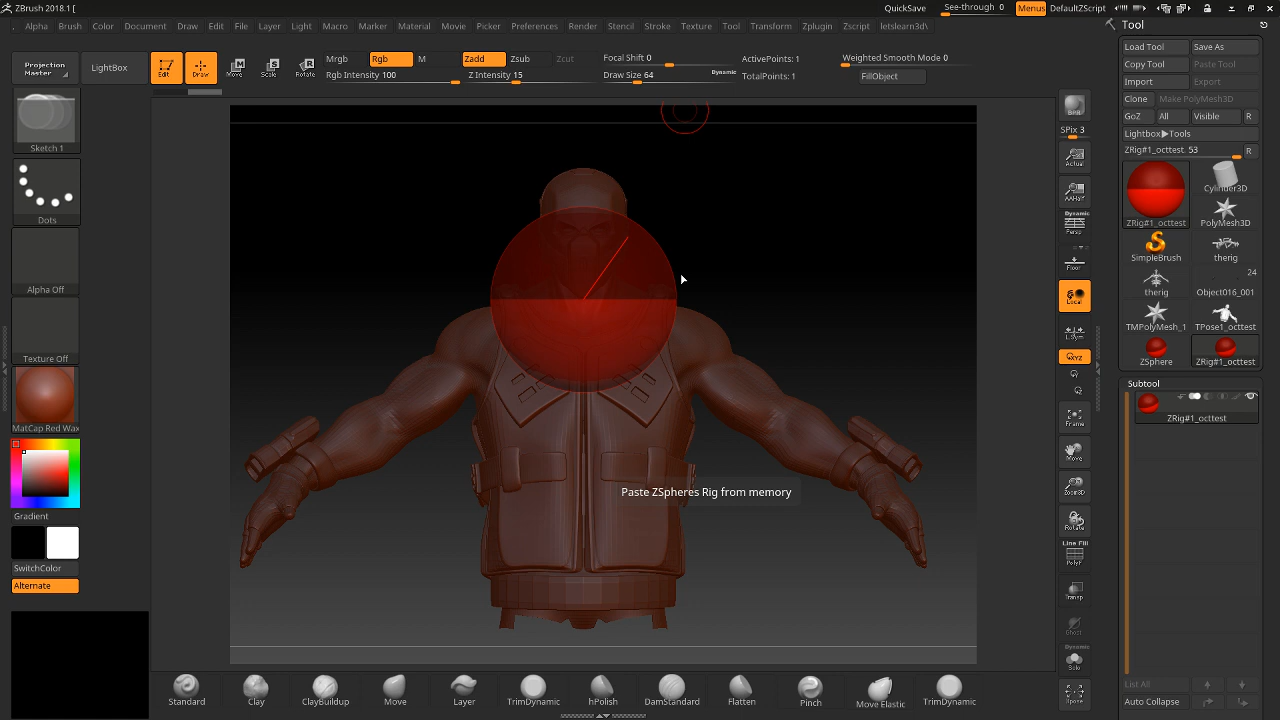 ZBrush 2018.1 [
QuickSave
See-through 0
Menus
DefaultScript
Alpha Brush Color Document Draw Edit File Layer Light Macro Marker Material Movie Picker Preferences Render Stencil Stroke Texture Tool Transform Zplugin Zscript letslearn3d\
Tool
Projection
Master
LightBox
Edit
Draw
Move
Scale
Rotate
Mrgb
Rgb
M
Rgb Intensity 100
Zadd
Zsub
Zcut
Z Intensity 15
Focal Shift 0
Draw Size 64
Dynamic
ActivePoints: 1
TotalPoints: 1
Weighted Smooth Mode 0
FillObject
Load Tool
Save As
Copy Tool
Paste Tool
Import
Export
Clone
Make PolyMesh3D
GoZ
All
Visible
R
Lightbox▶Tools
ZRig#1_octtest. 53
R
ZRig#1_octtest
Cylinder3D
PolyMesh3D
SimpleBrush
therig
therig
24
Object016_001
TMPolyMesh_1
TPose1_octtest
ZSphere
ZRig#1_octtest
Subtool
ZRig#1_octtest
List All
Auto Collapse
Sketch 1
Dots
Alpha Off
Texture Off
MatCap Red Wax
Gradient
SwitchColor
Alternate
BPR
SPix 3
Actual
AAHalf
Dynamic
Persp
Floor
Local
L.Sym
XYZ
Frame
Move
Zoom3D
Rotate
Line Fill
PolyF
Transp
Ghost
Dynamic
Solo
Xpose
Paste ZSpheres Rig from memory
Standard
Clay
ClayBuildup
Move
Layer
TrimDynamic
hPolish
DamStandard
Flatten
Pinch
Move Elastic
TrimDynamic